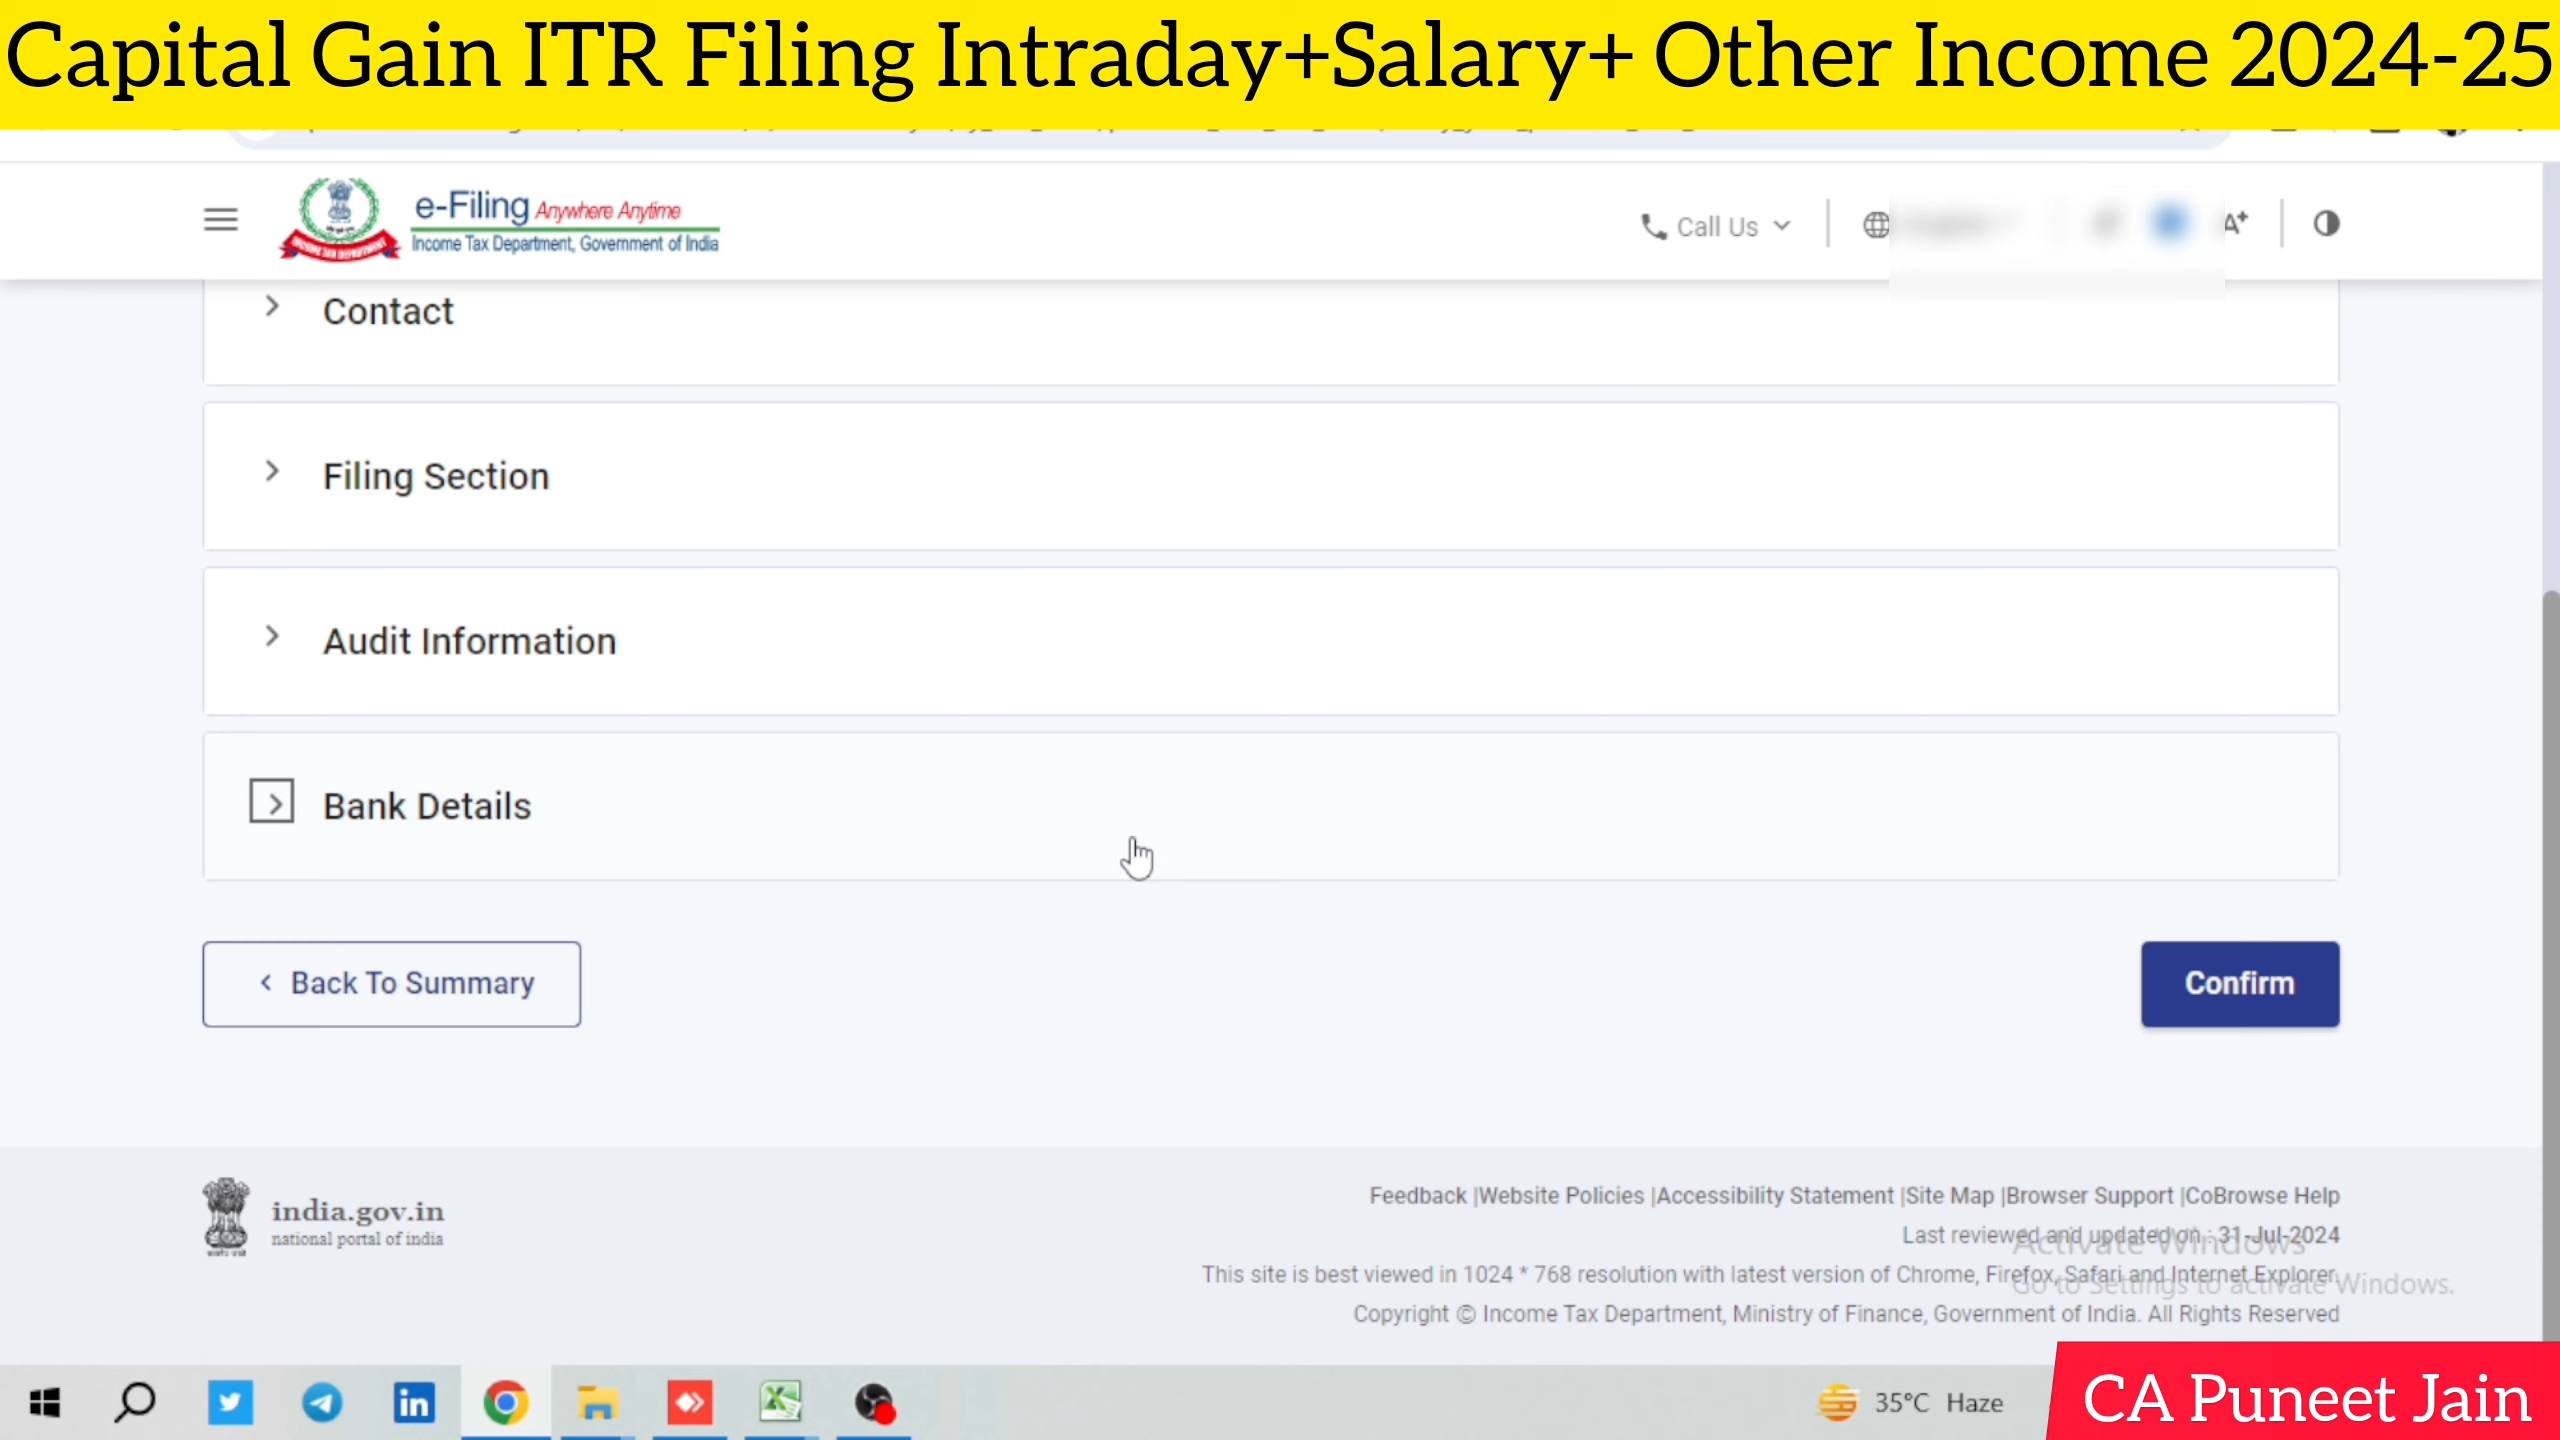 Capital Gain ITR Filing Intraday+Salary+ Other Income 2024-25
e-Filing Anywhere Anytime
Income Tax Department, Government of India
INCOME TAX DEPARTMENT
Call Us
A+
Contact
Filing Section
Audit Information
Bank Details
Back To Summary
Confirm
india.gov.in
national portal of india
Feedback |Website Policies |Accessibility Statement |Site Map |Browser Support |CoBrowse Help
Last reviewed and updated on : 31-Jul-2024
Activate Windows
This site is best viewed in 1024 * 768 resolution with latest version of Chrome, Firefox, Safari and Internet Explorer.
Go to Settings to activate Windows.
Copyright © Income Tax Department, Ministry of Finance, Government of India. All Rights Reserved
35°C Haze
CA Puneet Jain